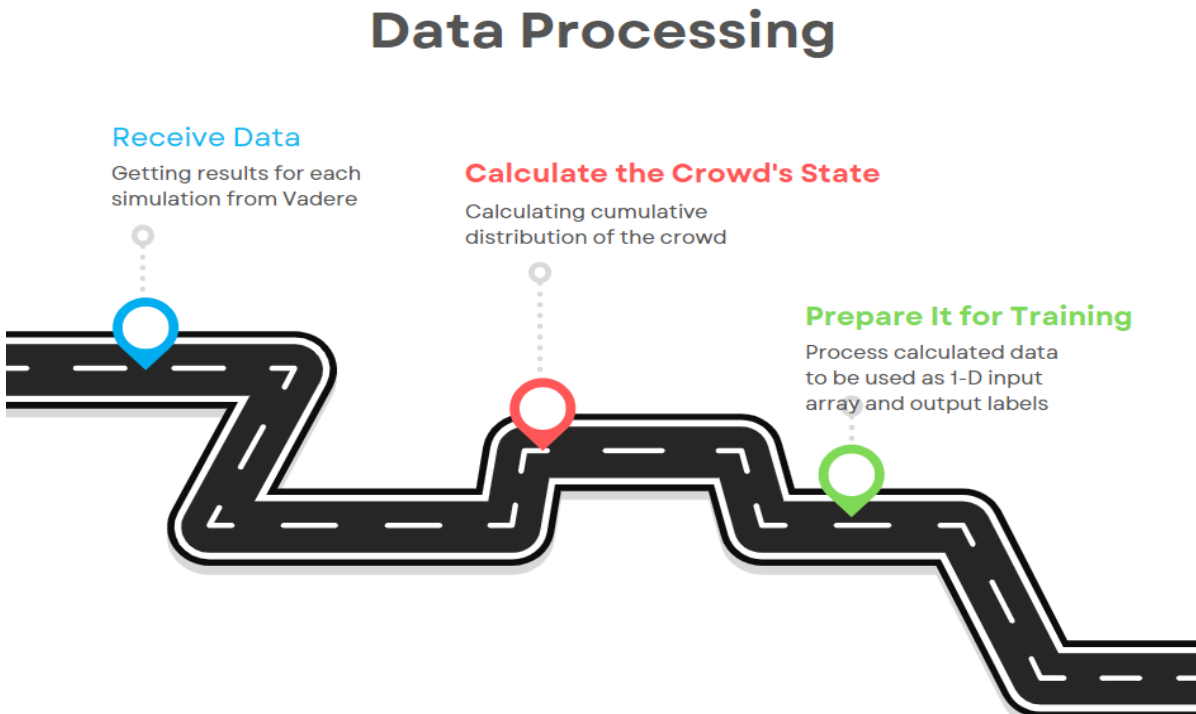 Data Processing
Receive Data
Getting results for each
simulation from Vadere
Calculate the Crowd's State
Calculating cumulative
distribution of the crowd
Prepare It for Training
Process calculated data
to be used as 1-D input
array and output labels